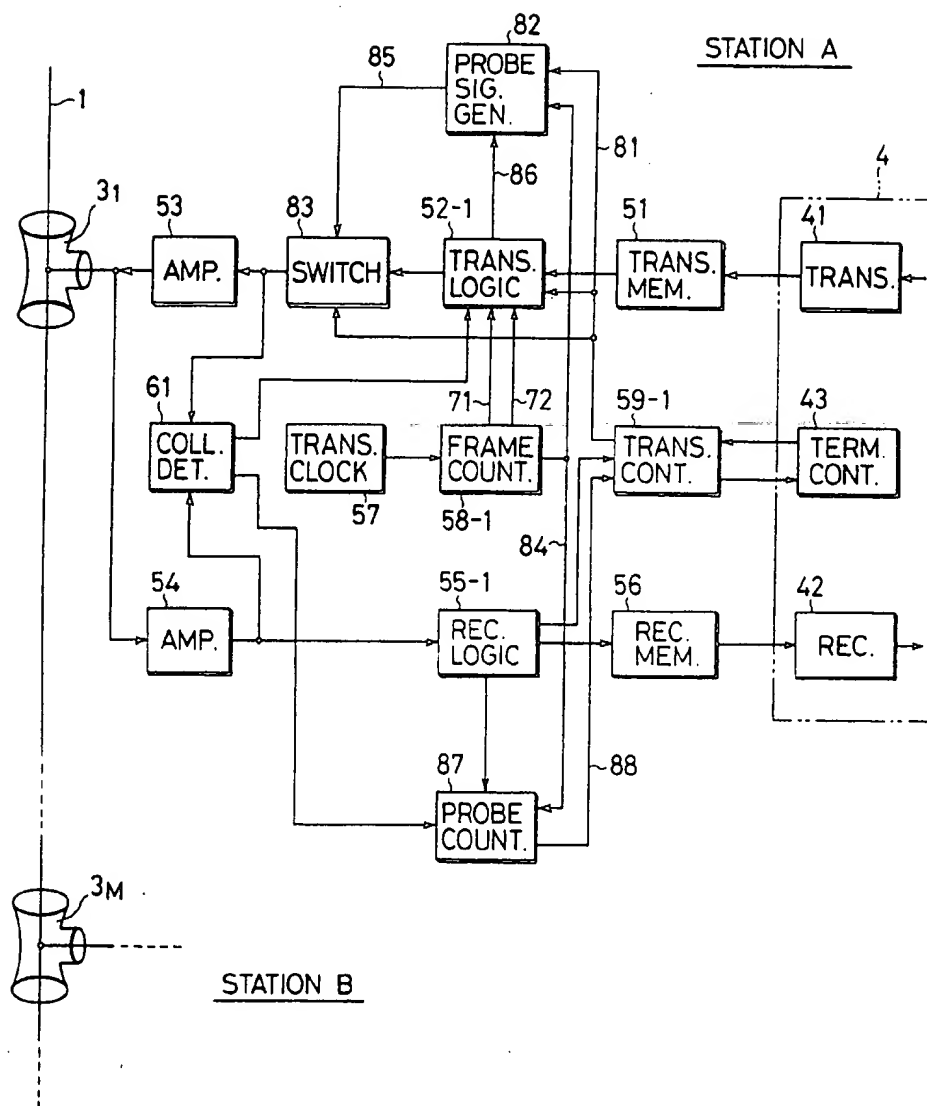 82
STATION A
85
PROBE
SIG.
GEN.
1
81
86
4
31
53
83
52-1
51
41
AMP.
SWITCH
TRANS.
LOGIC
TRANS.
MEM.
TRANS.
61
71
72
59-1
43
COLL.
DET.
TRANS.
CLOCK
FRAME
COUNT.
TRANS.
CONT.
TERM.
CONT.
57
58-1
84
54
55-1
56
42
AMP.
REC.
LOGIC
REC.
MEM.
REC.
87
88
PROBE
COUNT.
3M
STATION B